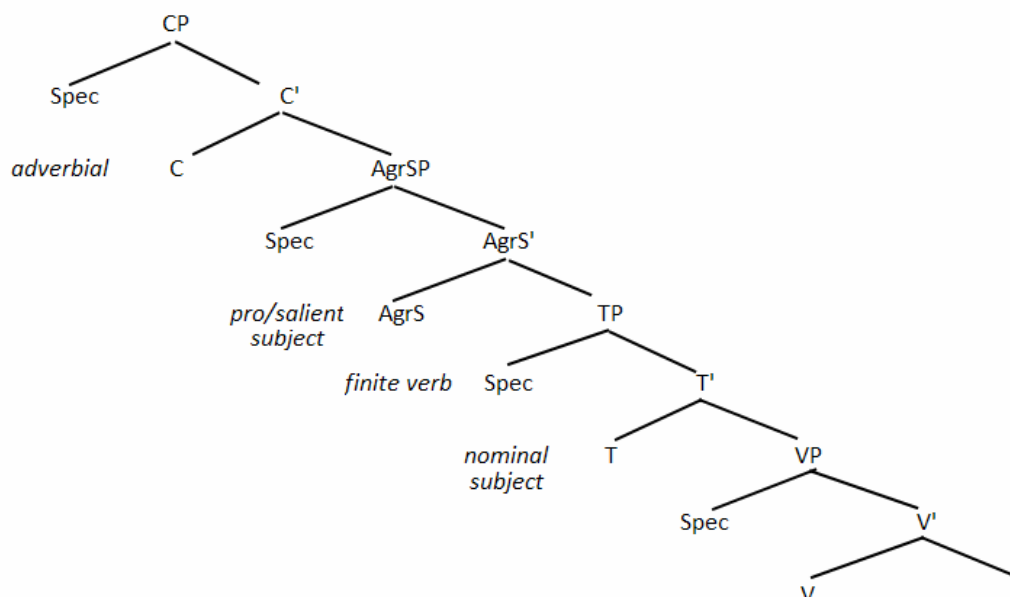 CP
Spec C'
adverbial C AgrSP
Spec AgrS'
pro/salient AgrS TP
subject
finite verb Spec T'
nominal T VP
subject
Spec V'
V